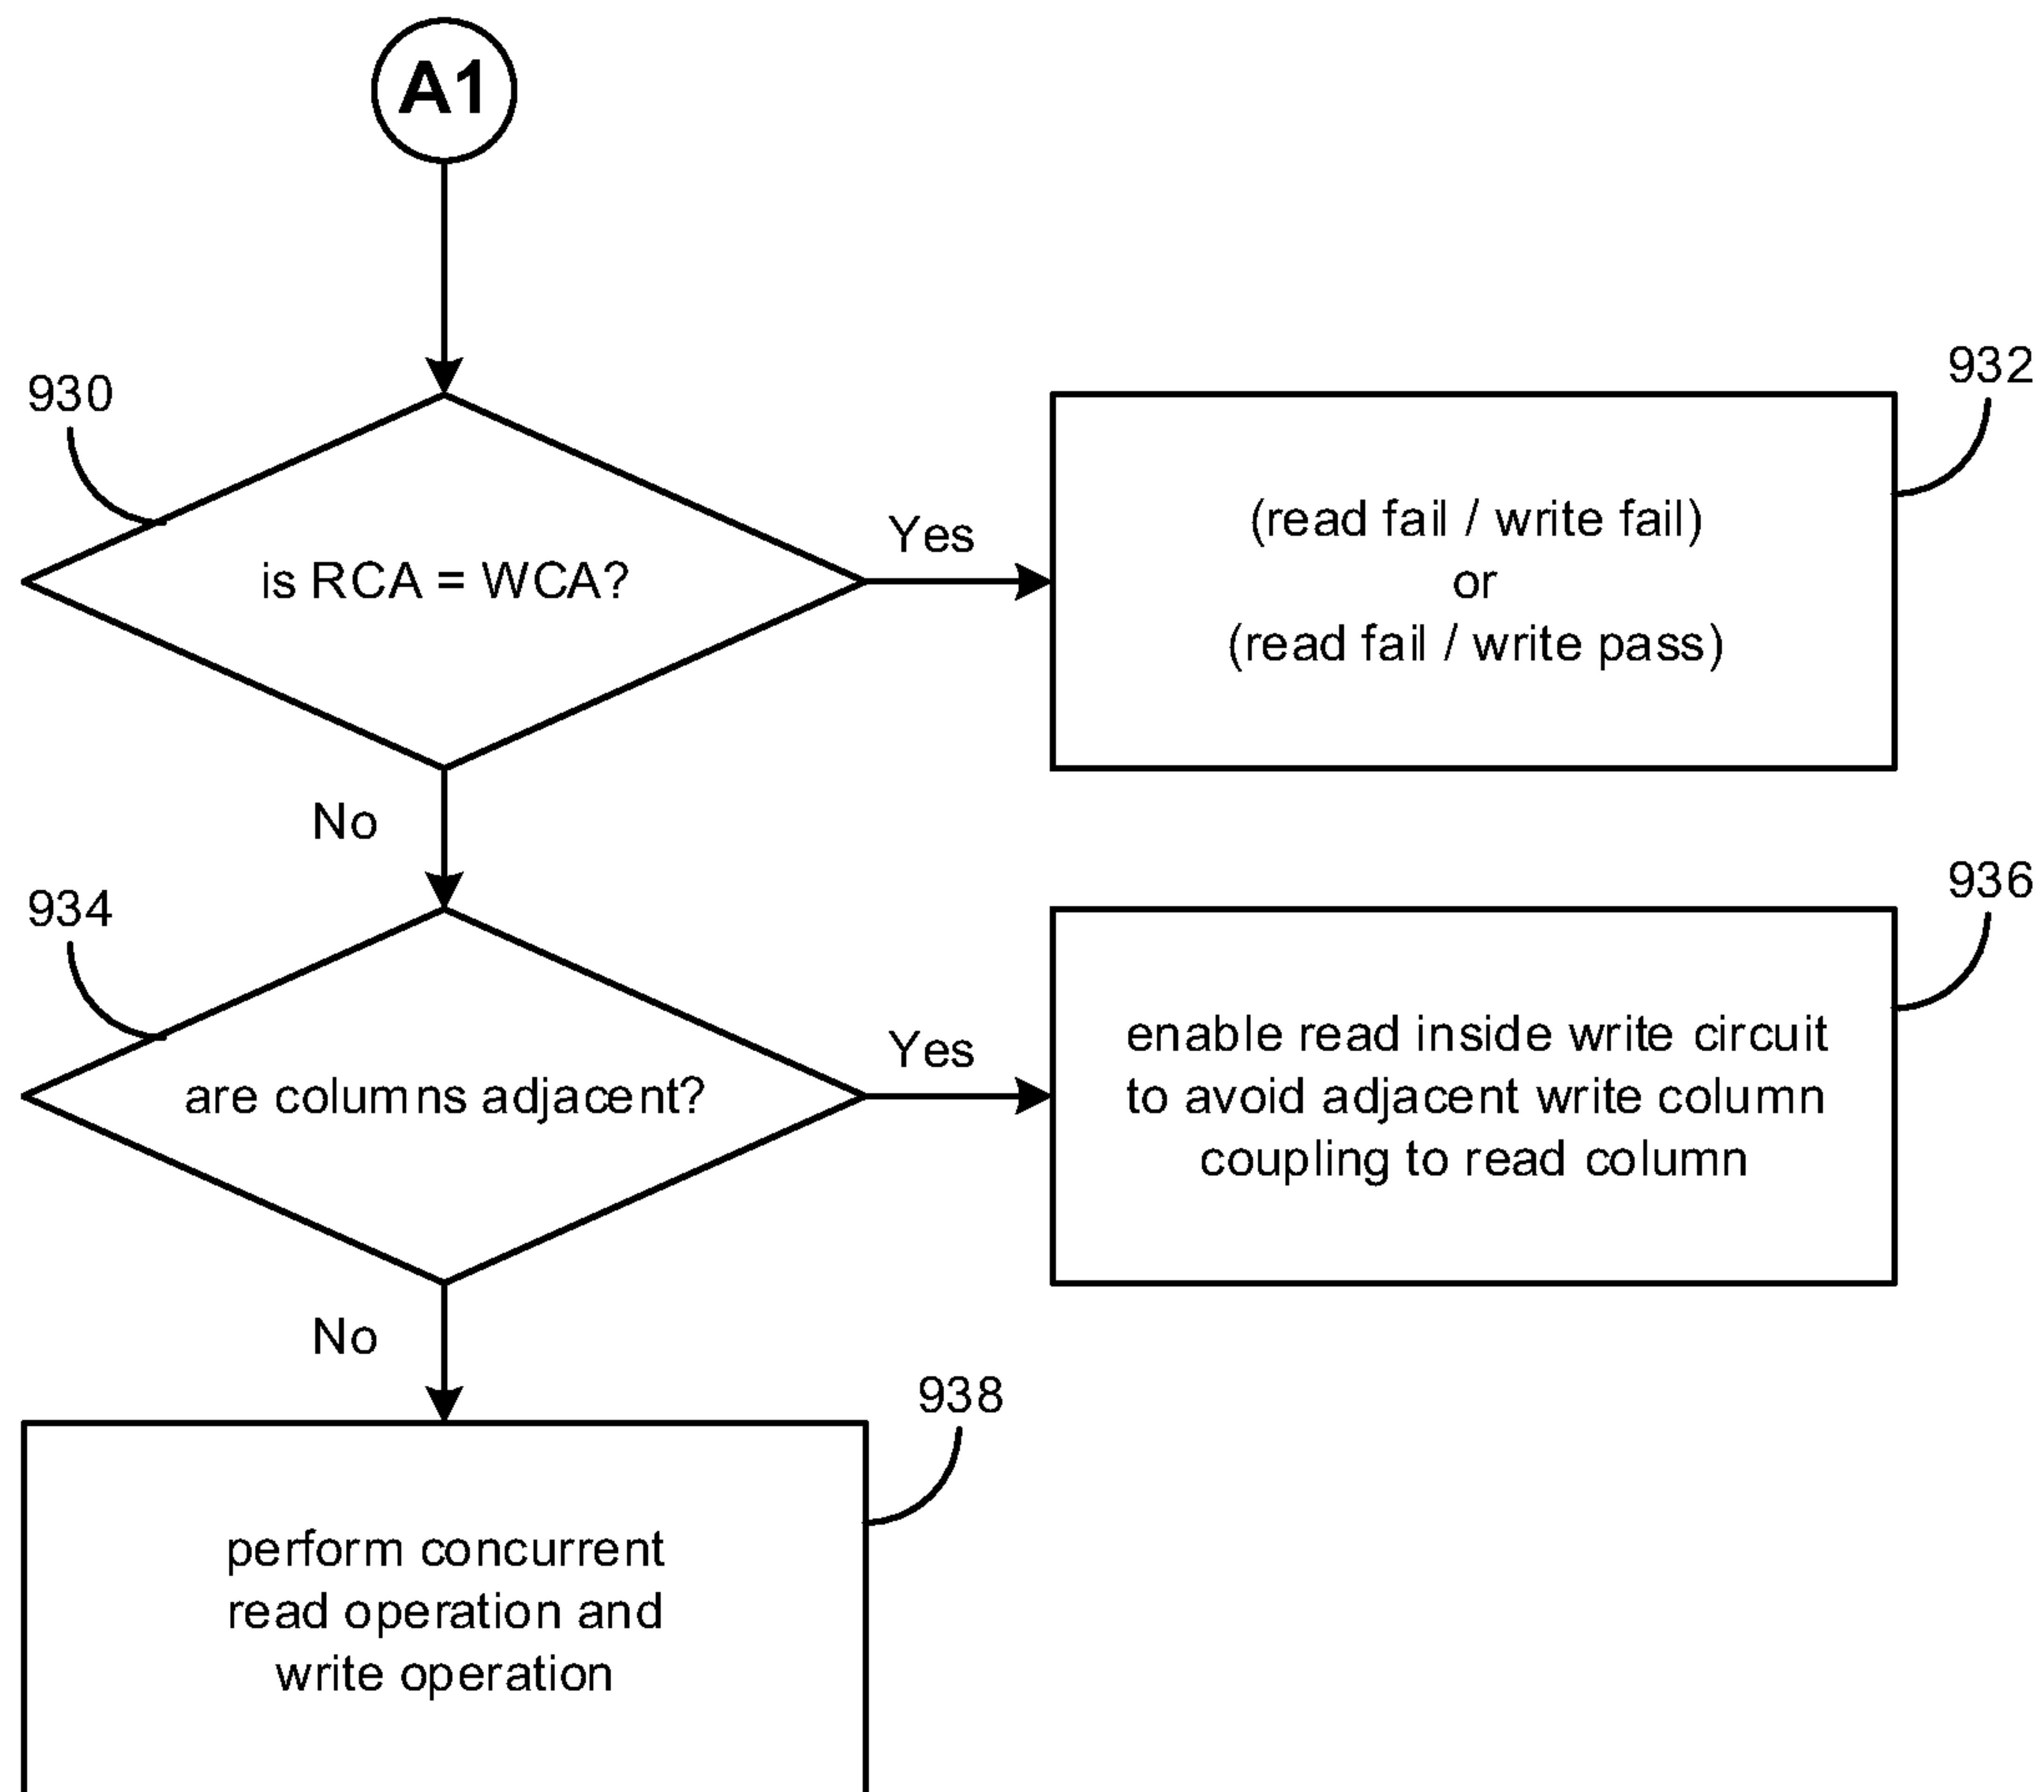 A1
930
is RCA = WCA?
Yes
932
(read fail / write fail)
or
(read fail / write pass)
No
934
are columns adjacent?
Yes
936
enable read inside write circuit
to avoid adjacent write column
coupling to read column
No
938
perform concurrent
read operation and
write operation